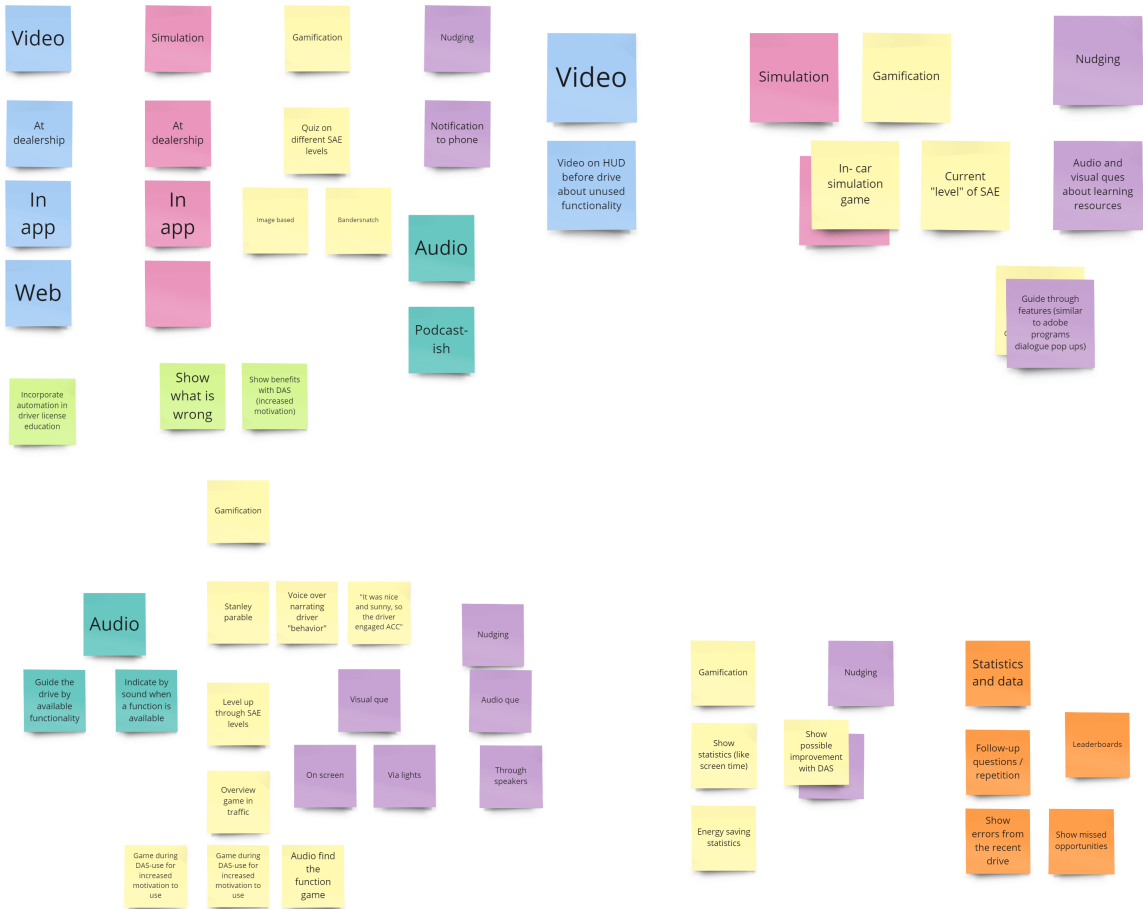 Video
Simulation
Gamification
Nudging
At
dealership
At
dealership
Quiz on
different SAE
levels
Notification
to phone
In
app
In
app
Image based
Bandersnatch
Audio
Web
Podcast-
ish
Incorporate
automation in
driver license
education
Show
what is
wrong
Show benefits
with DAS
(increased
motivation)
Video
Simulation
Gamification
Nudging
Video on HUD
before drive
about unused
functionality
In- car
simulation
game
Current
"level" of SAE
Audio and
visual ques
about learning
resources
Guide through
features (similar
to adobe
programs
dialogue pop ups)
Gamification
Audio
Stanley
parable
Voice over
narrating
driver
"behavior"
"It was nice
and sunny, so
the driver
engaged ACC"
Nudging
Guide the
drive by
available
functionality
Indicate by
sound when
a function is
available
Level up
through SAE
levels
Visual que
Audio que
On screen
Via lights
Through
speakers
Overview
game in
traffic
Game during
DAS-use for
increased
motivation to
use
Game during
DAS-use for
increased
motivation to
use
Audio find
the
function
game
Gamification
Nudging
Statistics
and data
Show
statistics (like
screen time)
Show
possible
improvement
with DAS
Follow-up
questions /
repetition
Leaderboards
Energy saving
statistics
Show
errors from
the recent
drive
Show missed
opportunities